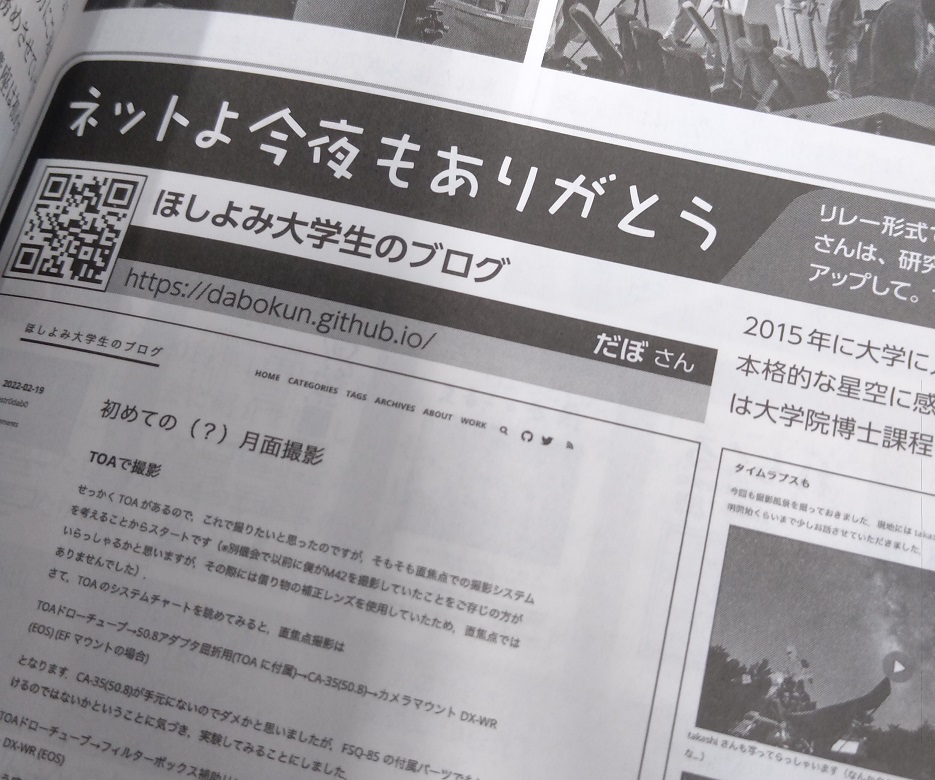 ネットよ今夜もありがとう
リレー形式で
さんは、研究
アップして。
ほしよみ大学生のブログ
https://dabokun.github.io/
だぼ さん
2015年に大学に入
本格的な星空に感
は大学院博士課程
ほしよみ大学生のブログ
HOME CATEGORIES TAGS ARCHIVES ABOUT WORK
2022-02-19
初めての（？）月面撮影
TOAで撮影
せっかく TOA があるので、これで撮りたいと思ったのですが、そもそも直焦点での撮影システム
を考えることからスタートです（※別機会で以前に僕がM42を撮影していたことをご存じの方が
いらっしゃるかと思いますが、その際には借り物の補正レンズを使用していたため、直焦点では
ありませんでした）.
さて、TOA のシステムチャートを眺めてみると、直焦点撮影は
TOAドローチューブ→50.8アダプタ屈折用(TOA に付属)→CA-35(50.8)→カメラマウント DX-WR
(EOS)(EF マウントの場合)
となります. CA-35(50.8)が手元にないのでダメかと思いましたが、FSQ-85 の付属パーツでも
けるのではないかということに気づき、実験してみることにしました
TOAドローチューブ→フィルターボックス補助リ
DX-WR (EOS)
タイムラプスも
今回も撮影風景を撮っておきました. 現地には takas
明開始くらいまで少しお話させていただきました.
takashi さんも写ってらっしゃいます（なんか
な...）